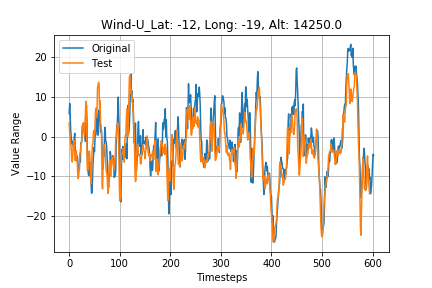 Wind-U_Lat: -12, Long: -19, Alt: 14250.0
Original
Test
Value Range
20
10
0
−10
−20
0 100 200 300 400 500 600
Timesteps